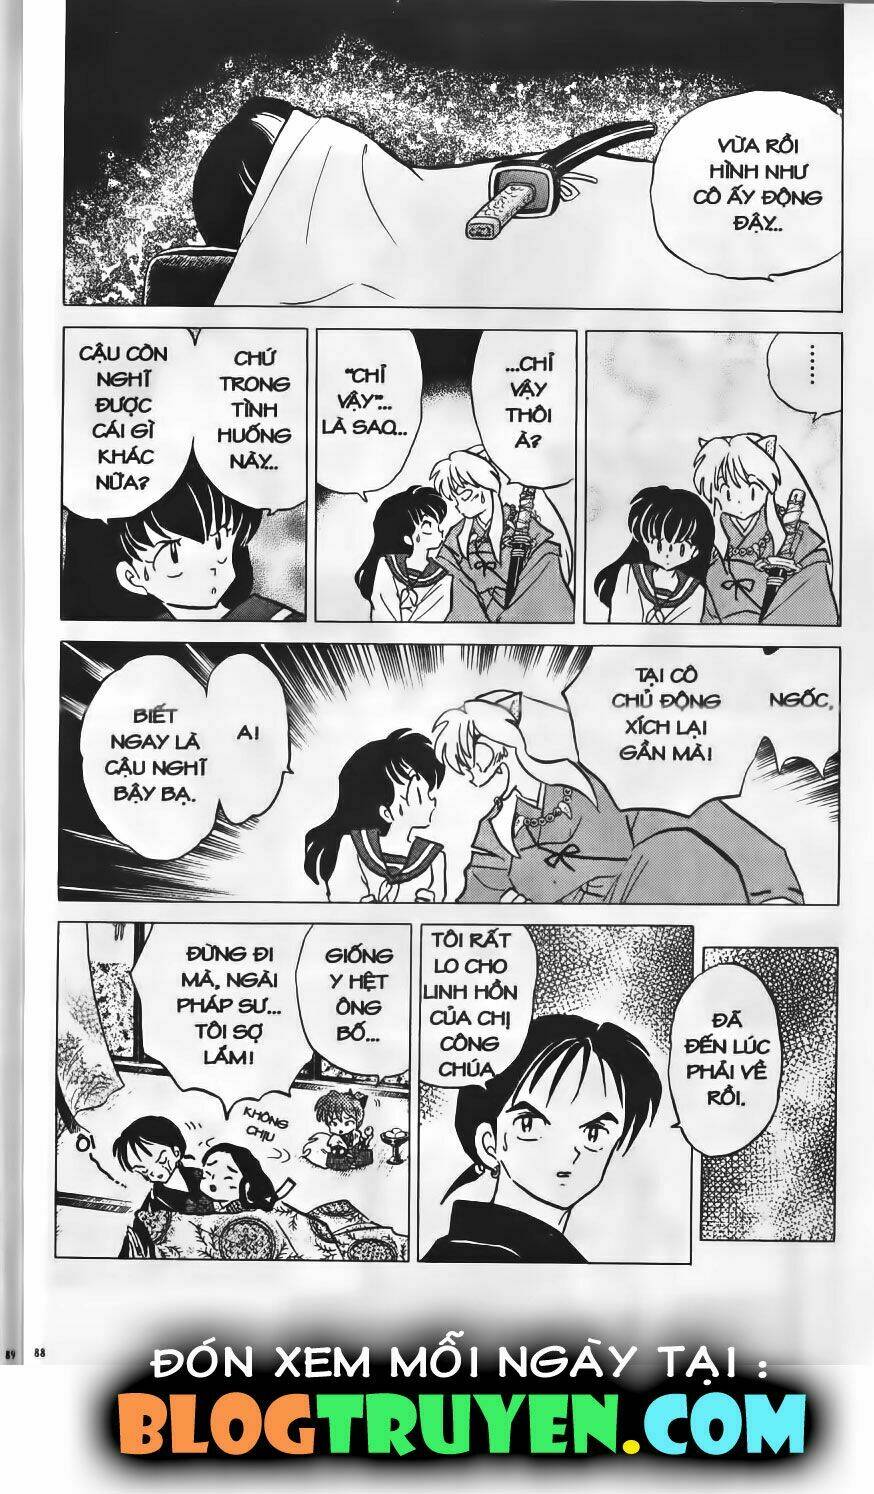 VỪA RỒI
HÌNH NHƯ
CÔ ẤY ĐỘNG
ĐẬY...
......
...CHỈ
VẬY
THÔI
À?
"CHỈ
VẬY"...
LÀ SAO...
CHỨ
TRONG
TÌNH
HUỐNG
NÀY...
CẬU CÒN
NGHĨ
ĐƯỢC
CÁI GÌ
KHÁC
NỮA?
NGỐC,
TẠI CÔ
CHỦ ĐỘNG
XÍCH LẠI
GẦN MÀ!
A!
BIẾT
NGAY LÀ
CẬU NGHĨ
BẬY BẠ.
ĐÃ
ĐẾN LÚC
PHẢI VỀ
RỒI.
TÔI RẤT
LO CHO
LINH HỒN
CỦA CHỊ
CÔNG
CHÚA
GIỐNG
Y HỆT
ÔNG
BỐ...
ĐỪNG ĐI
MÀ, NGÀI
PHÁP SƯ...
TÔI SỢ
LẮM!
KHÔNG
CHỊU
ÔI
89 88
ĐÓN XEM MỖI NGÀY TẠI :
BLOGTRUYEN.COM